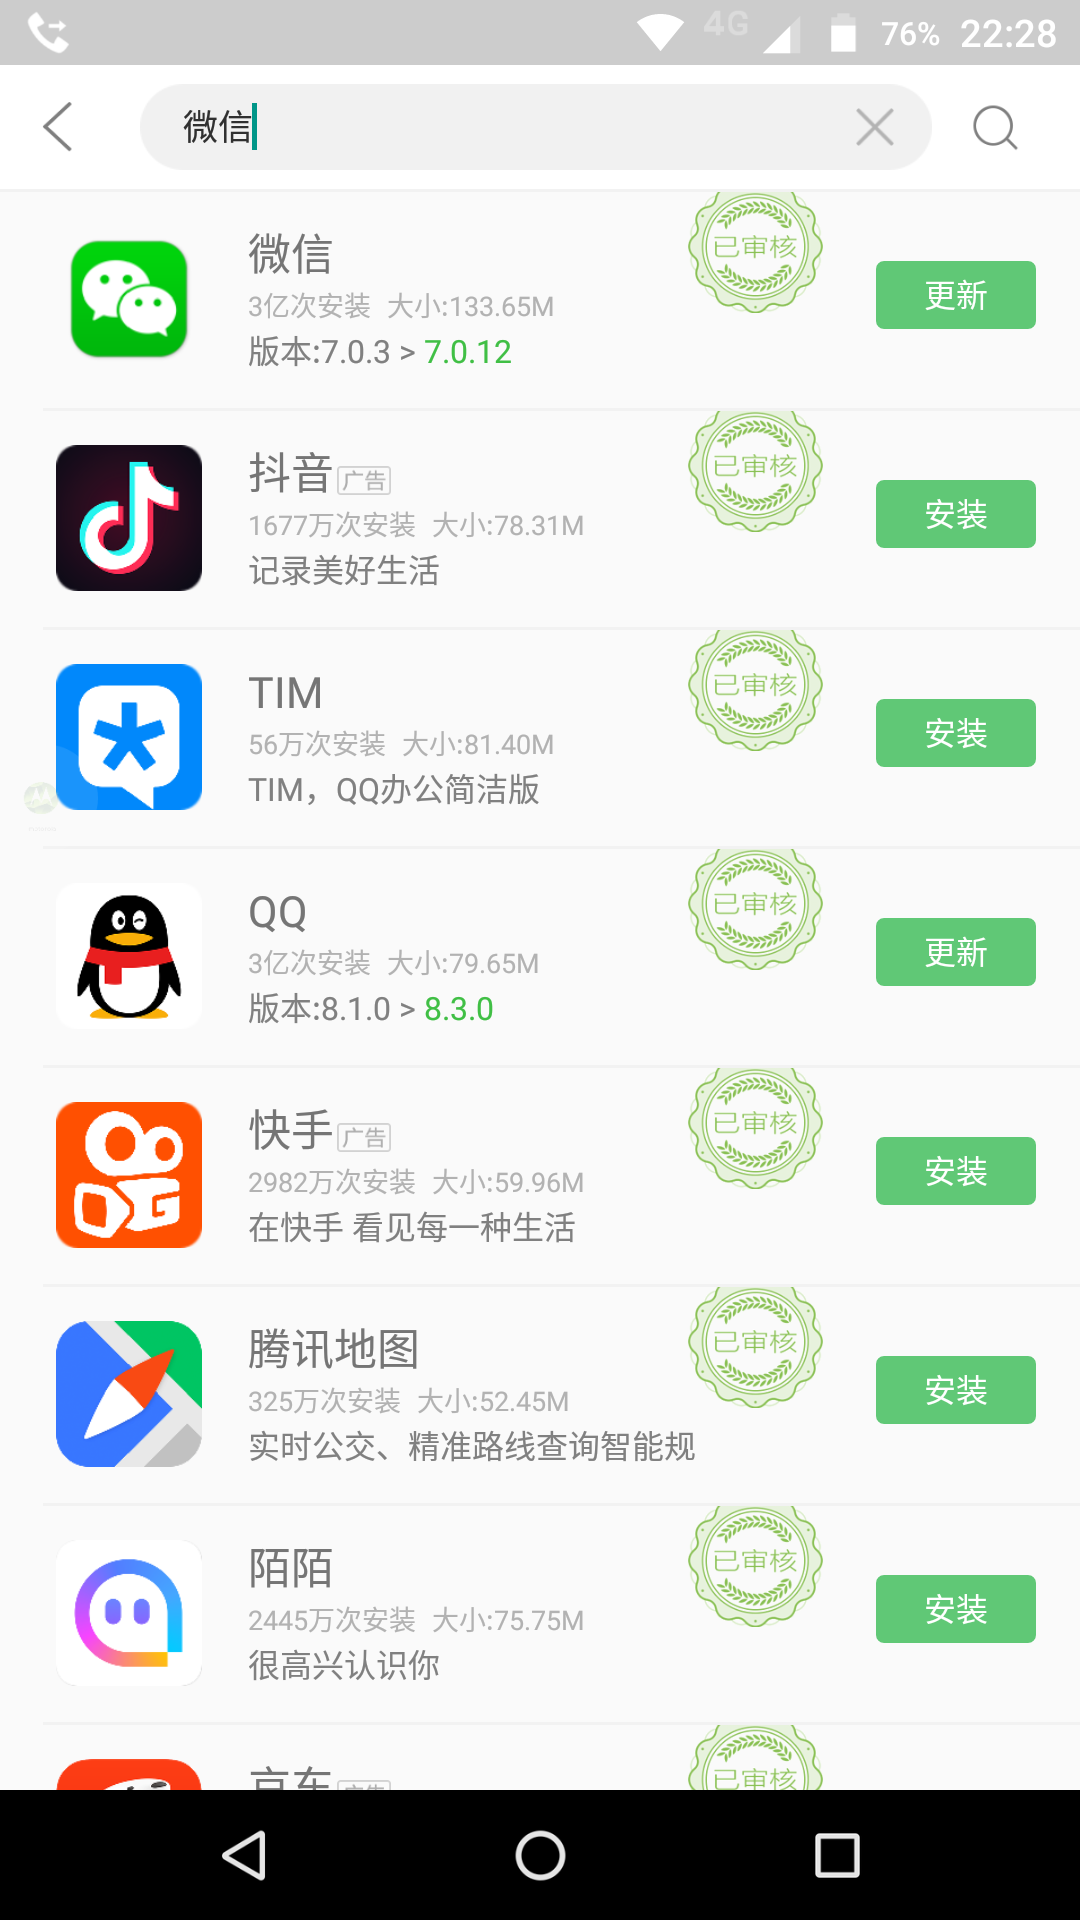 4G 76% 22:28
微信
微信
已审核
3亿次安装 大小:133.65M
版本:7.0.3 > 7.0.12
更新
抖音 广告
已审核
1677万次安装 大小:78.31M
记录美好生活
安装
TIM
已审核
56万次安装 大小:81.40M
TIM，QQ办公简洁版
安装
QQ
已审核
3亿次安装 大小:79.65M
版本:8.1.0 > 8.3.0
更新
快手 广告
已审核
2982万次安装 大小:59.96M
在快手 看见每一种生活
安装
腾讯地图
已审核
325万次安装 大小:52.45M
实时公交、精准路线查询智能规
安装
陌陌
已审核
2445万次安装 大小:75.75M
很高兴认识你
安装
京东 广告
已审核